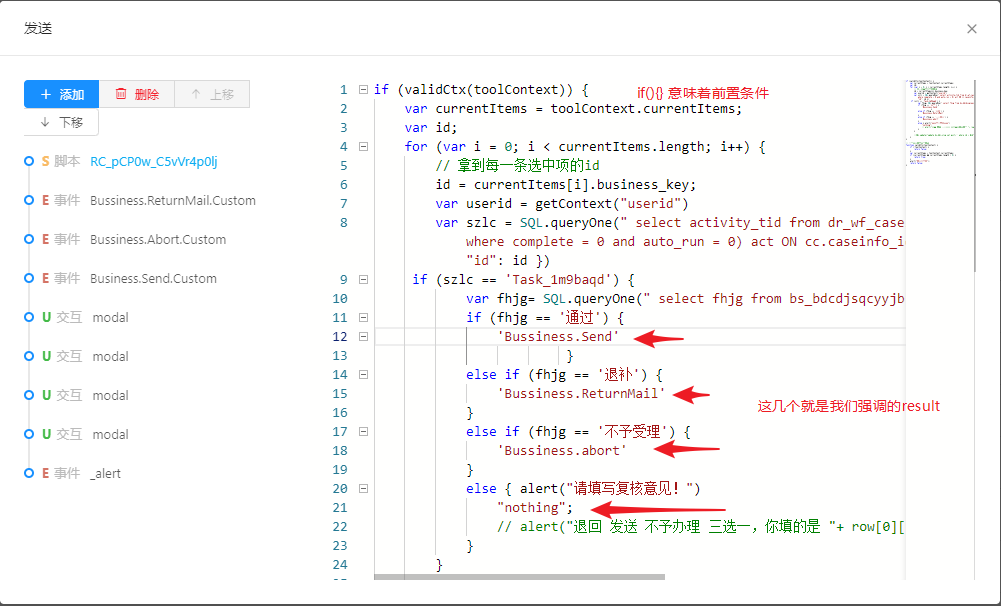 发送
添加
删除
上移
下移
S 脚本 RC_pCP0w_C5vVr4p0lj
E 事件 Bussiness.ReturnMail.Custom
E 事件 Bussiness.Abort.Custom
E 事件 Bussiness.Send.Custom
U 交互 modal
U 交互 modal
U 交互 modal
U 交互 modal
E 事件 _alert
1 if (validCtx(toolContext)) {
if(){} 意味着前置条件
2 var currentItems = toolContext.currentItems;
3 var id;
4 for (var i = 0; i < currentItems.length; i++) {
5 // 拿到每一条选中项的id
6 id = currentItems[i].business_key;
7 var userid = getContext("userid")
8 var szlc = SQL.queryOne(" select activity_tid from dr_wf_case
where complete = 0 and auto_run = 0) act ON cc.caseinfo_i
"id": id })
9 if (szlc == 'Task_1m9baqd') {
10 var fhjg= SQL.queryOne(" select fhjg from bs_bdcdjsqcyyjb
11 if (fhjg == '通过') {
12 'Bussiness.Send'
13 }
14 else if (fhjg == '退补') {
15 'Bussiness.ReturnMail'
这几个就是我们强调的result
16 }
17 else if (fhjg == '不予受理') {
18 'Bussiness.abort'
19 }
20 else { alert("请填写复核意见！")
21 "nothing";
22 // alert("退回 发送 不予办理 三选一，你填的是 "+ row[0][
23 }
24 }